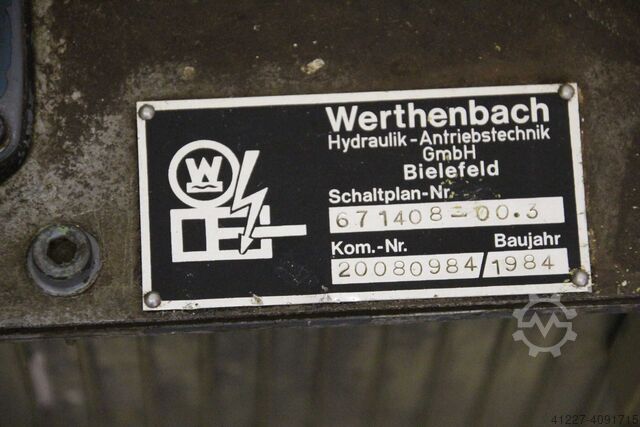 Werthenbach
Hydraulik-Antriebstechnik
GmbH
Bielefeld
W
Schaltplan-Nr.
671408-00.3
Kom.-Nr. Baujahr
20080984/1984
41227-4091715